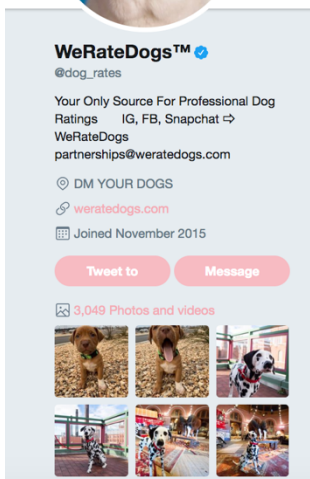 WeRateDogs™
@dog_rates
Your Only Source For Professional Dog
Ratings IG, FB, Snapchat ⇨
WeRateDogs
partnerships@weratedogs.com
DM YOUR DOGS
weratedogs.com
Joined November 2015
Tweet to Message
3,049 Photos and videos